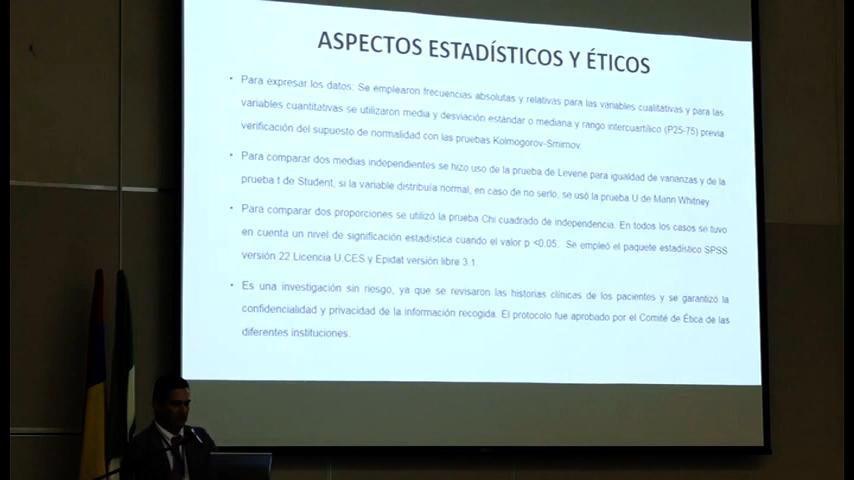 ASPECTOS ESTADÍSTICOS Y ÉTICOS
• Para expresar los datos: Se emplearon frecuencias absolutas y relativas para las variables cualitativas y para las
variables cuantitativas se utilizaron media y desviación estándar o mediana y rango intercuartílico (P25-75) previa
verificación del supuesto de normalidad con las pruebas Kolmogorov-Smirnov.
• Para comparar dos medias independientes se hizo uso de la prueba de Levene para igualdad de varianzas y de la
prueba t de Student, si la variable distribuía normal, en caso de no serlo, se usó la prueba U de Mann Whitney
• Para comparar dos proporciones se utilizó la prueba Chi cuadrado de independencia. En todos los casos se tuvo
en cuenta un nivel de significación estadística cuando el valor p <0.05. Se empleó el paquete estadístico SPSS
versión 22 Licencia U.CES y Epidat versión libre 3.1.
• Es una investigación sin riesgo, ya que se revisaron las historias clínicas de los pacientes y se garantizó la
confidencialidad y privacidad de la información recogida. El protocolo fue aprobado por el Comité de Ética de las
diferentes instituciones.